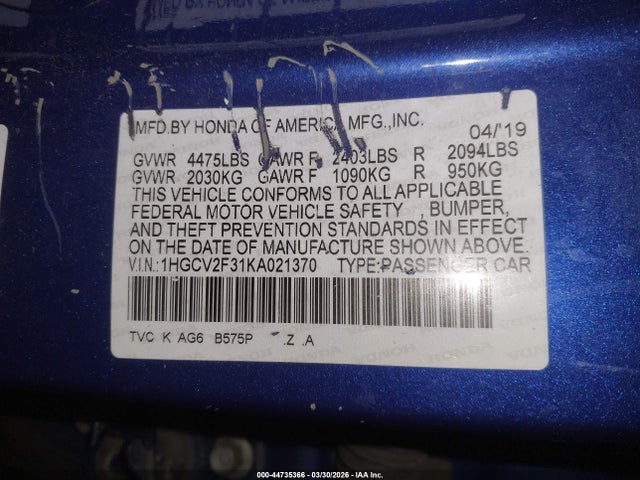 MFD.BY HONDA OF AMERICA MFG.,INC. 04/'19
GVWR 4475LBS GAWR F 2403LBS R 2094LBS
GVWR 2030KG GAWR F 1090KG R 950KG
THIS VEHICLE CONFORMS TO ALL APPLICABLE
FEDERAL MOTOR VEHICLE SAFETY , BUMPER,
AND THEFT PREVENTION STANDARDS IN EFFECT
ON THE DATE OF MANUFACTURE SHOWN ABOVE.
V.I.N.:1HGCV2F31KA021370 TYPE:PASSENGER CAR
TVC K AG6 B575P .Z .A
000-44735366 - 03/30/2026 - IAA Inc.